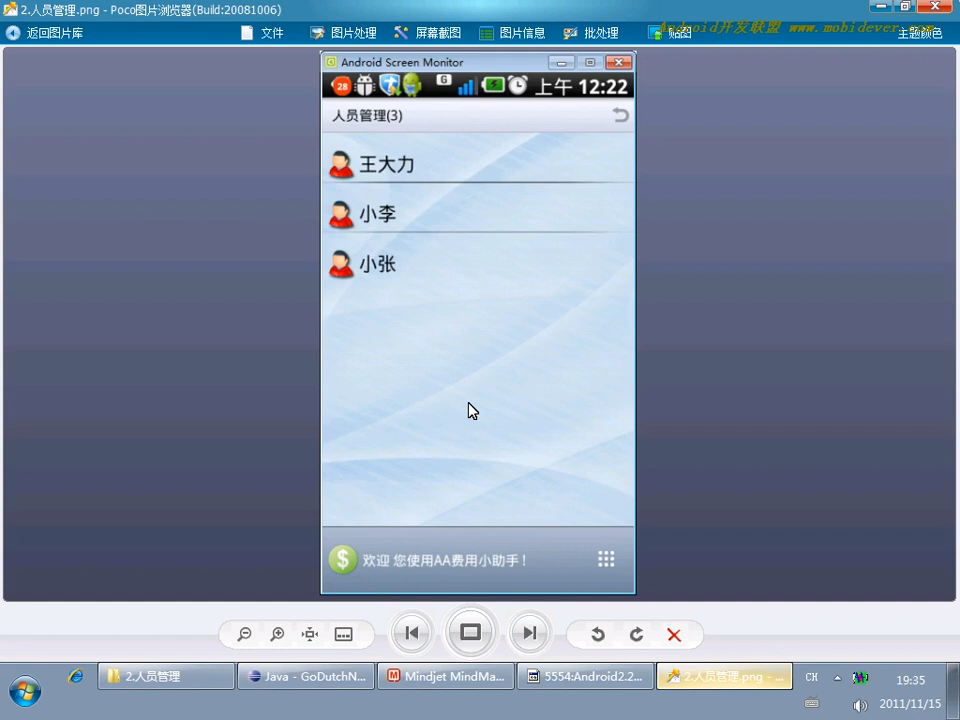 2.人员管理.png - Poco图片浏览器(Build:20081006)
返回图片库 文件 图片处理 屏幕截图 图片信息 批处理 贴图 主题颜色
Android开发联盟 www.mobidever.com
Android Screen Monitor
28 G 上午 12:22
人员管理(3)
王大力
小李
小张
$ 欢迎 您使用AA费用小助手！
2.人员管理 Java - GoDutchN... Mindjet MindMa... 5554:Android2.2... 2.人员管理.png - ... CH 19:35
2011/11/15